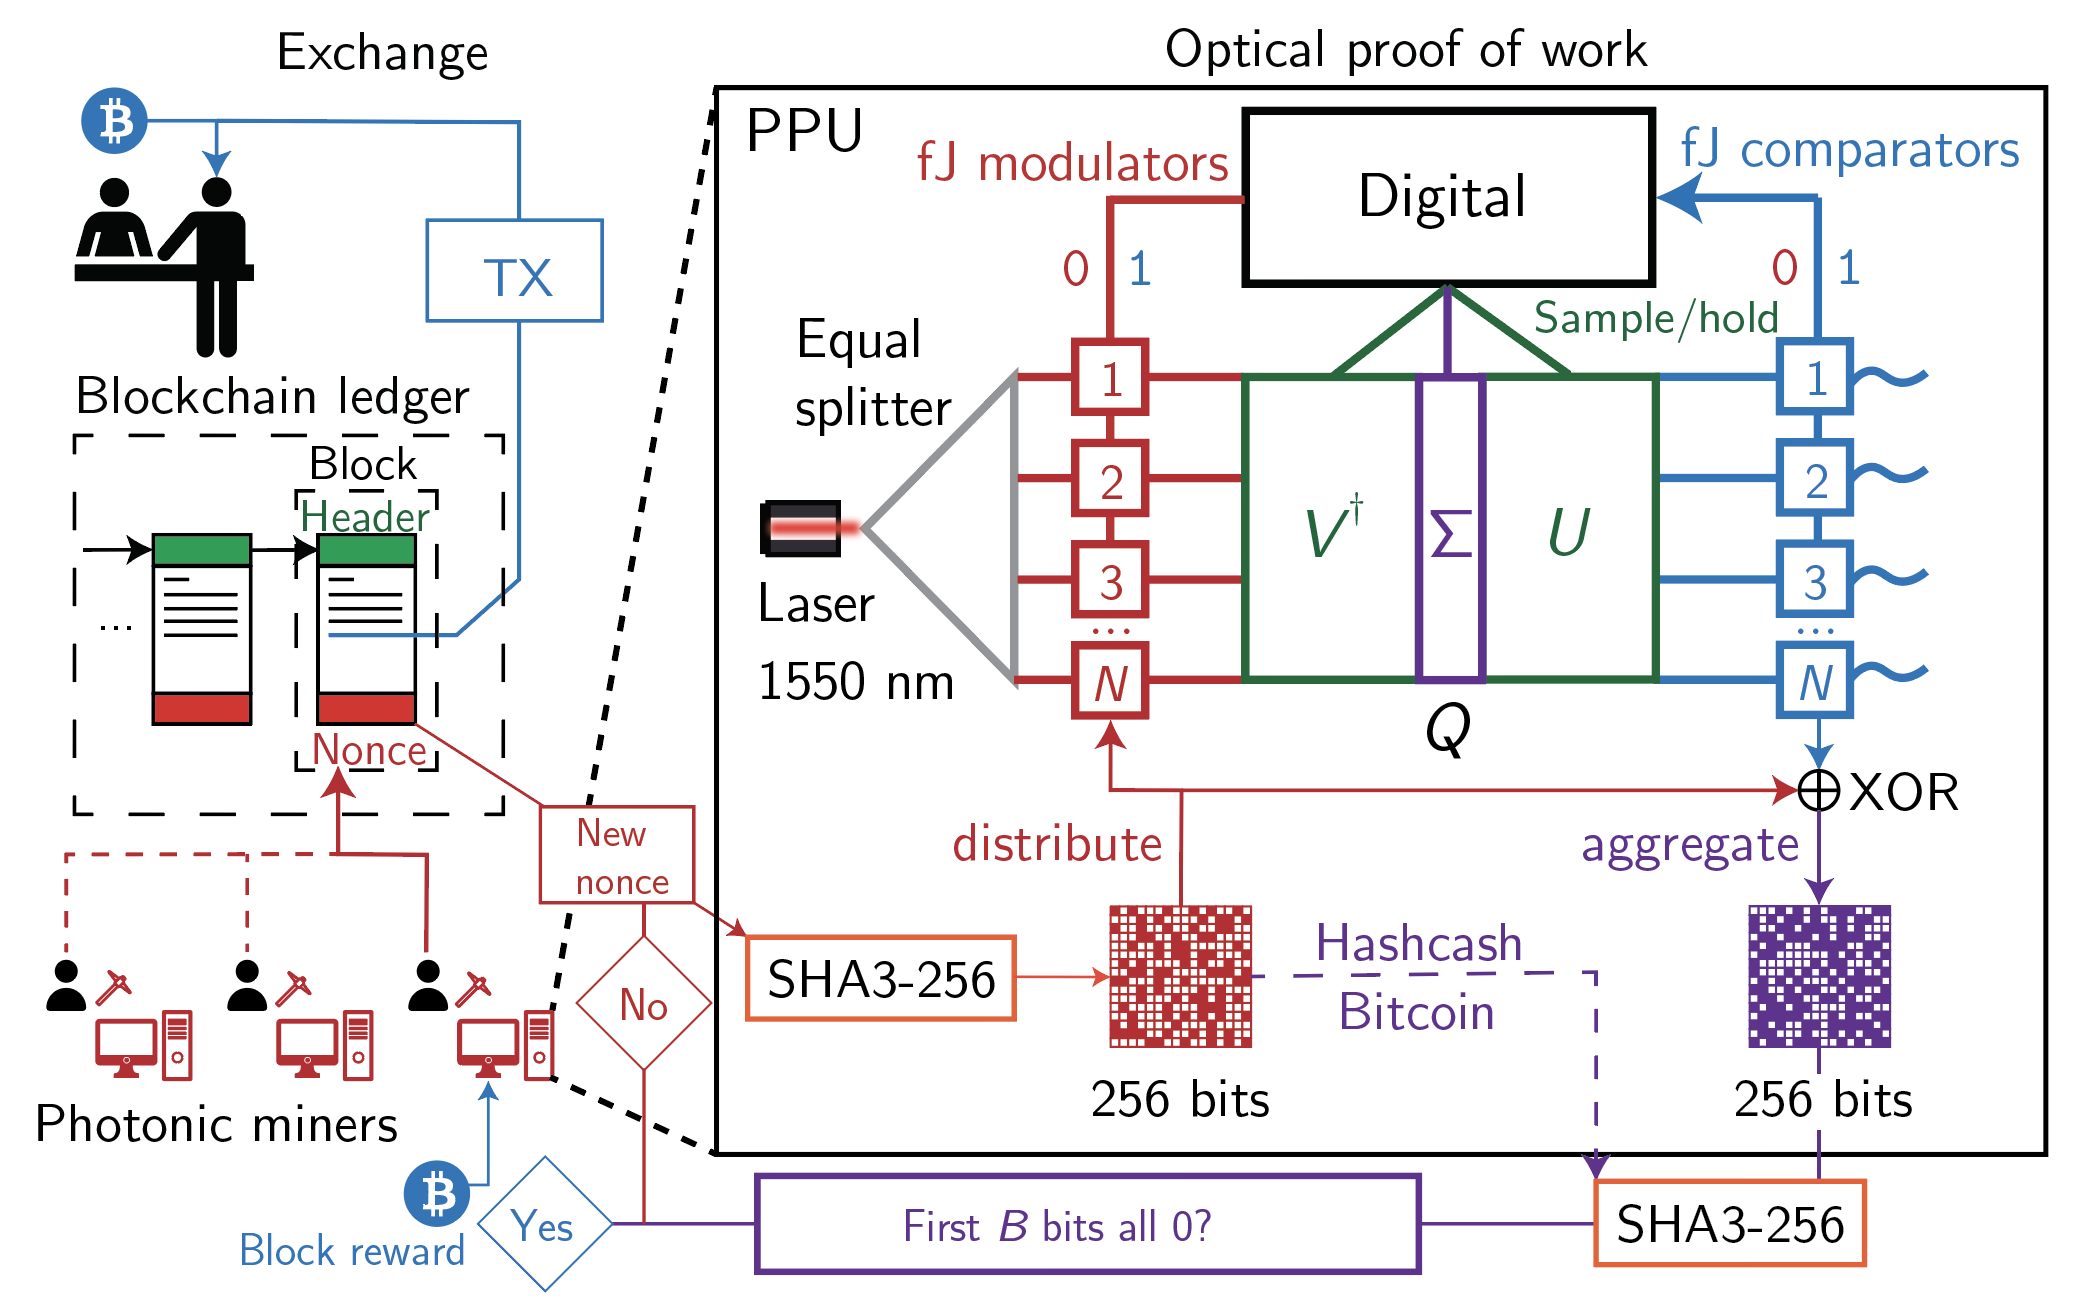 Exchange
Optical proof of work
PPU
fJ modulators
Digital
fJ comparators
TX
0 1
0 1
Sample/hold
Equal
splitter
Blockchain ledger
Block
Header
...
Nonce
Laser
1550 nm
1
2
3
...
N
V†
Σ
U
Q
1
2
3
...
N
XOR
New
nonce
distribute
aggregate
SHA3-256
Hashcash
Bitcoin
No
256 bits
256 bits
Photonic miners
Block reward
Yes
First B bits all 0?
SHA3-256